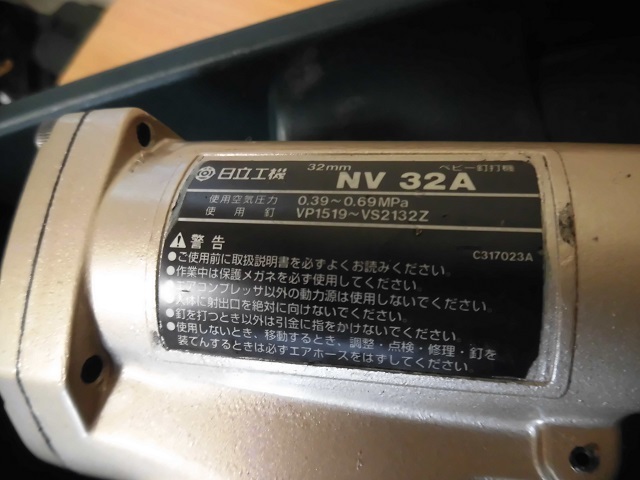 日立工機 32mm NV 32A ベビー釘打機
使用空気圧力 0.39～0.69MPa
使用釘 VP1519～VS2132Z
警告
C317023A
●ご使用前に取扱説明書を必ずよくお読みください。
●作業中は保護メガネを必ず使用してください。
コンプレッサ以外の動力源は使用しないでください。
人体に射出口を絶対に向けないでください。
●釘を打つとき以外は引金に指をかけないでください。
●使用しないとき、移動するとき、調整・点検・修理・釘を
装てんするときは必ずエアホースをはずしてください。